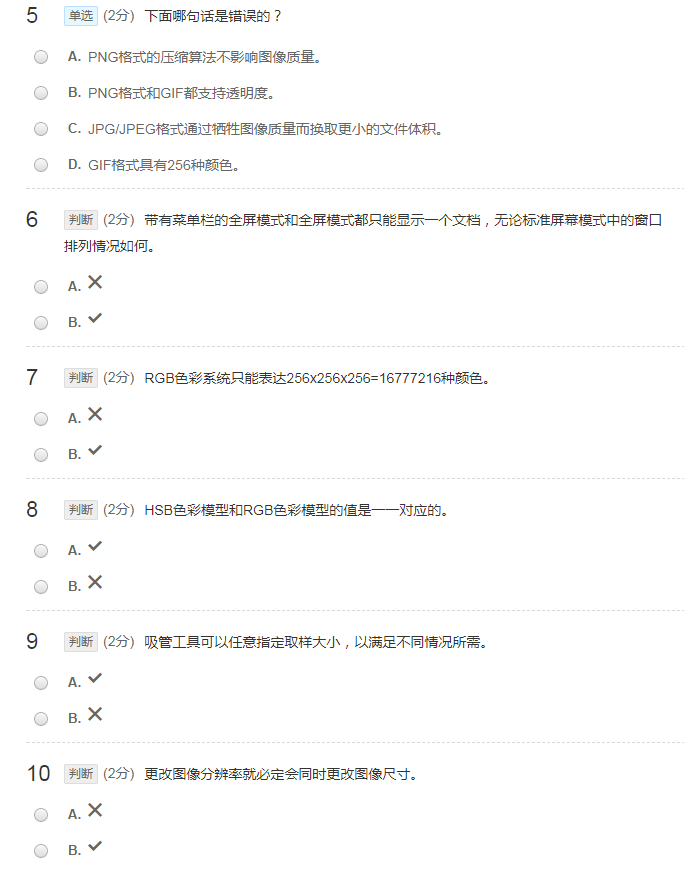 5 单选 (2分) 下面哪句话是错误的？
A. PNG格式的压缩算法不影响图像质量。
B. PNG格式和GIF都支持透明度。
C. JPG/JPEG格式通过牺牲图像质量而换取更小的文件体积。
D. GIF格式具有256种颜色。
6 判断 (2分) 带有菜单栏的全屏模式和全屏模式都只能显示一个文档，无论标准屏幕模式中的窗口
排列情况如何。
A. ✕
B. ✓
7 判断 (2分) RGB色彩系统只能表达256x256x256=16777216种颜色。
A. ✕
B. ✓
8 判断 (2分) HSB色彩模型和RGB色彩模型的值是一一对应的。
A. ✓
B. ✕
9 判断 (2分) 吸管工具可以任意指定取样大小，以满足不同情况所需。
A. ✓
B. ✕
10 判断 (2分) 更改图像分辨率就必定会同时更改图像尺寸。
A. ✕
B. ✓